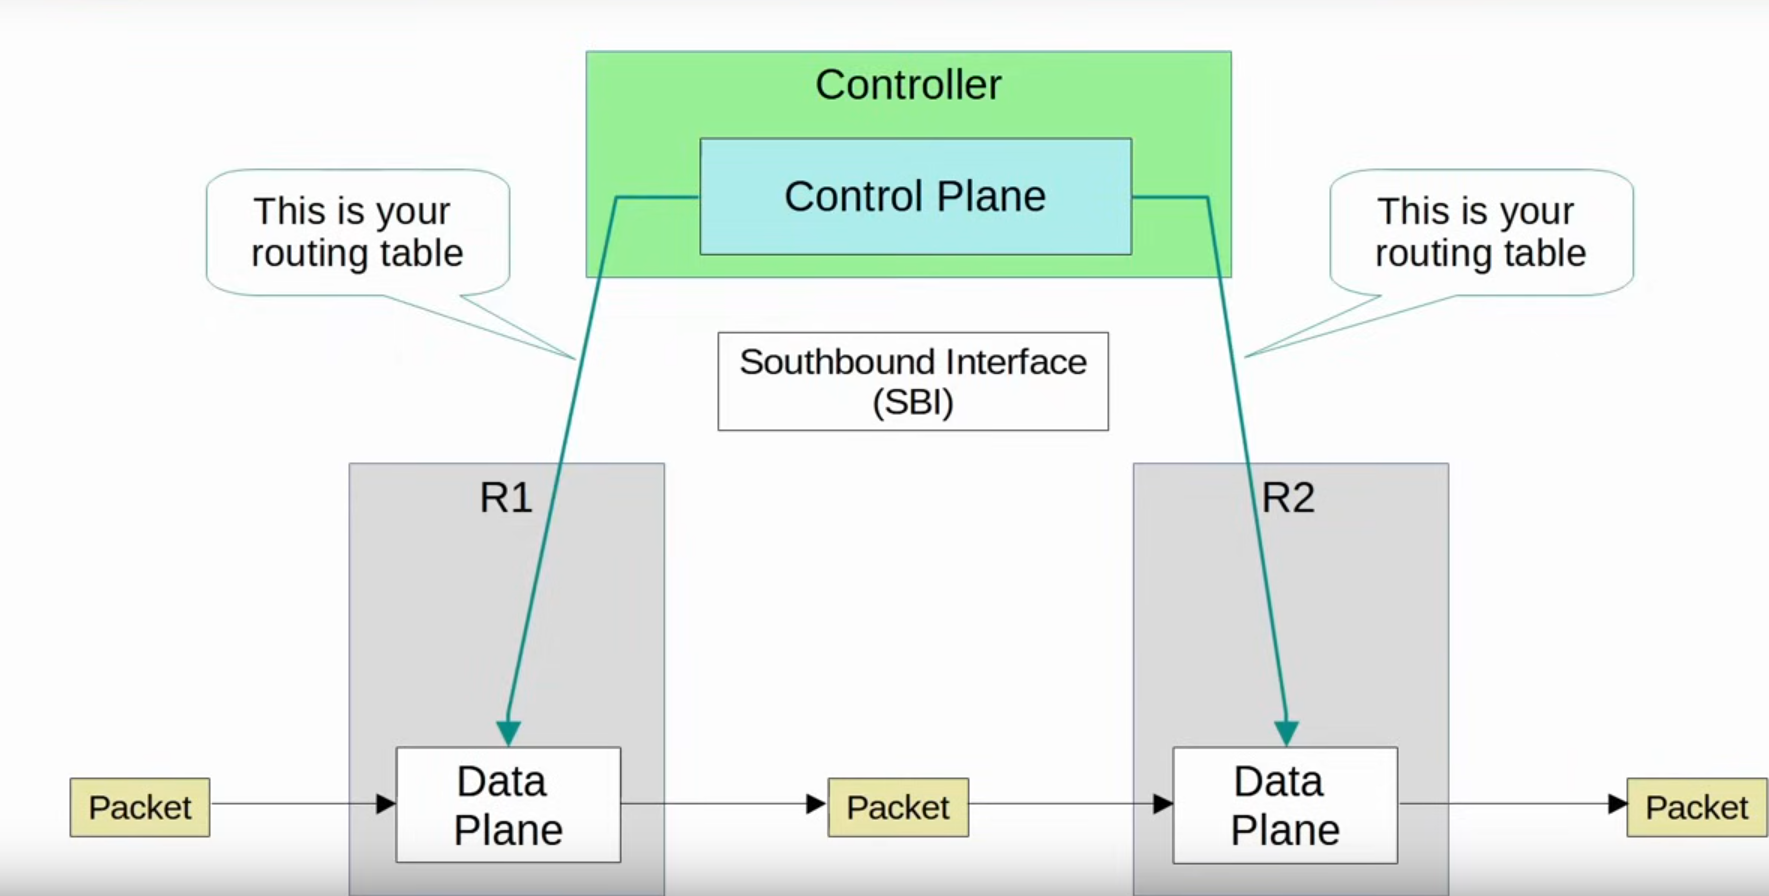 Controller
Control Plane
This is your
routing table
This is your
routing table
Southbound Interface
(SBI)
R1
R2
Packet
Data
Plane
Packet
Data
Plane
Packet